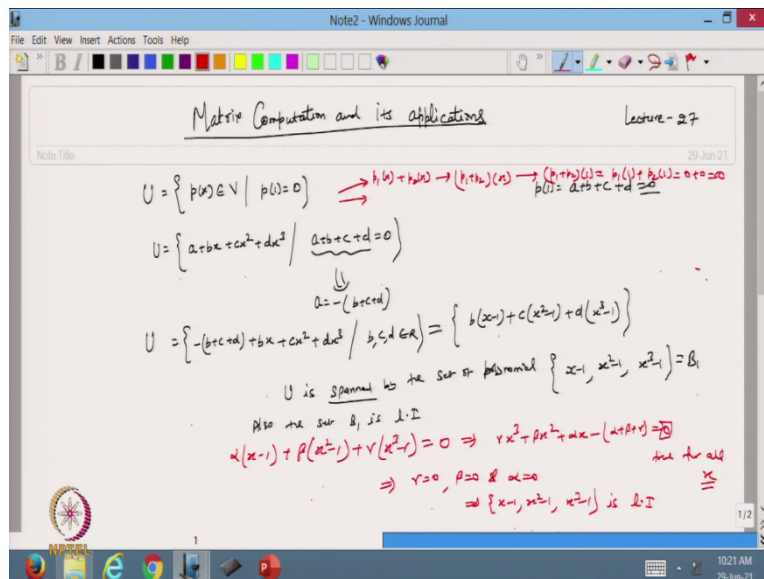 Note2 - Windows Journal
File Edit View Insert Actions Tools Help
B I
Matrix Computation and its applications
Lecture-27
Note Title
29-Jun-21
U = { p(x) ∈ V | p(1)=0 } → p₁(x) + p₂(x) → (p₁+p₂)(x) → (p₁+p₂)(1) = p₁(1) + p₂(1) = 0+0=0
p(1) = a+b+c+d = 0
U = { a+bx+cx²+dx³ / a+b+c+d=0 }
⇓
a = -(b+c+d)
U = { -(b+c+d) + bx + cx² + dx³ / b,c,d ∈ R } = { b(x-1) + c(x²-1) + d(x³-1) }
U is spanned by the set of polynomial { x-1, x²-1, x³-1 } = B₁
Also the set B₁ is l.I
α(x-1) + β(x²-1) + γ(x³-1) = 0 ⇒ γx³ + βx² + αx - (α+β+γ) = 0
true for all x
⇒ γ=0, β=0 & α=0
⇒ {x-1, x²-1, x³-1} is l.I
1/2
NPTEL
1
10:21 AM
29-Jun-21